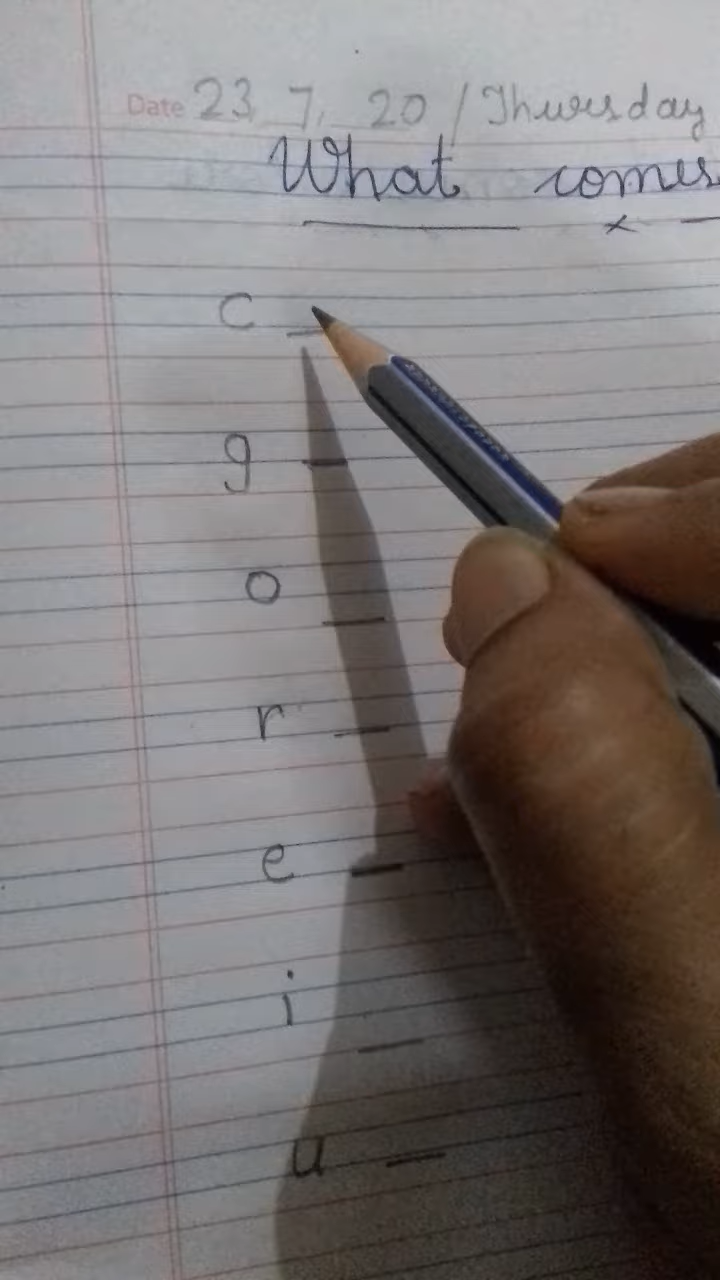 Date 23 7. 20 / Thursday
What comes
c _
g _
o _
r _
e _
i _
u _